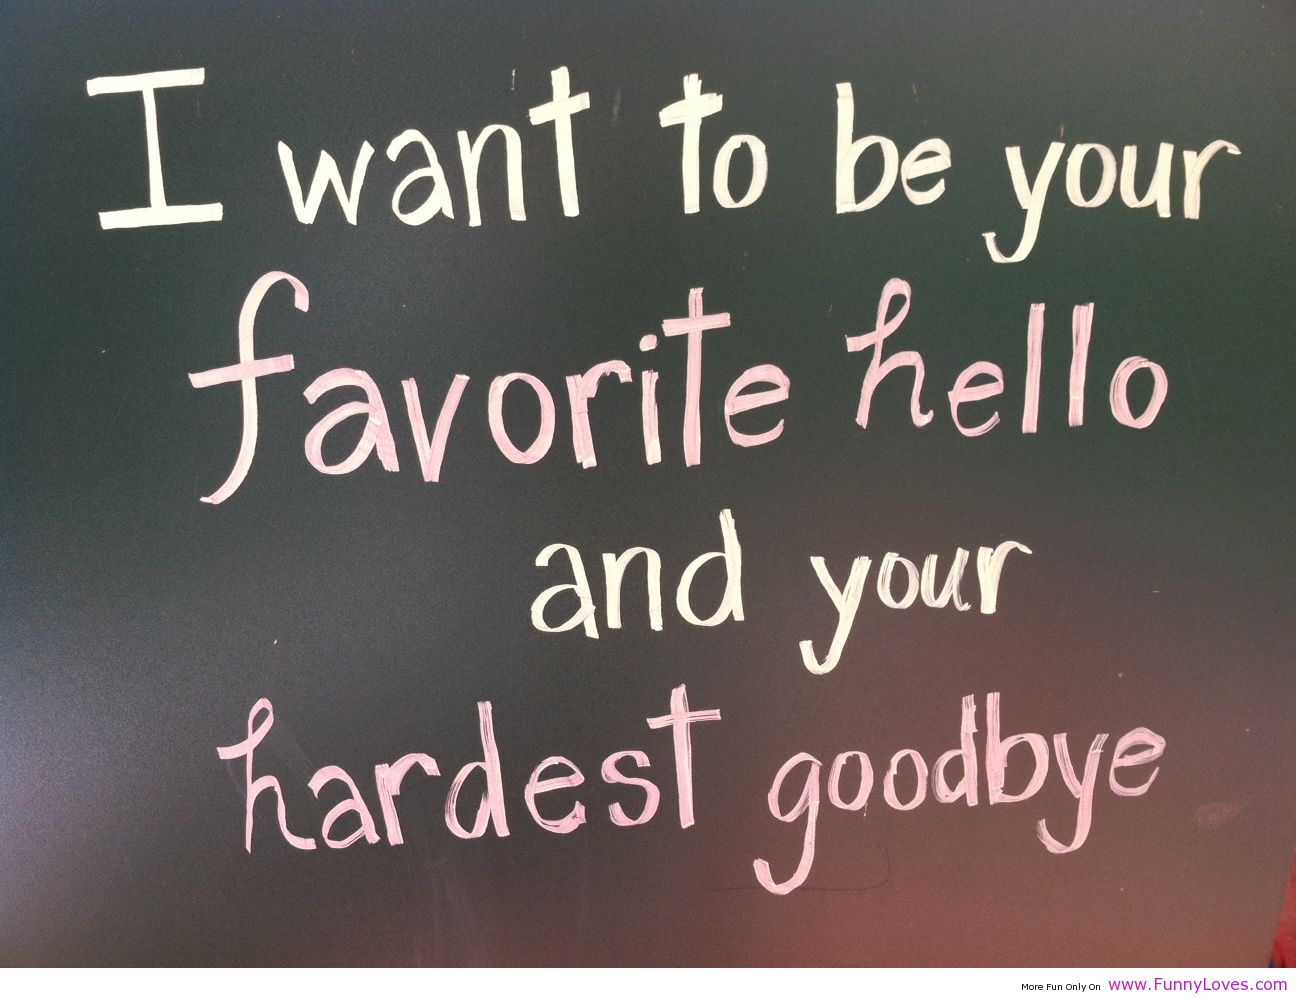 I want to be your
favorite hello
and your
hardest goodbye
More Fun Only On www.FunnyLoves.com